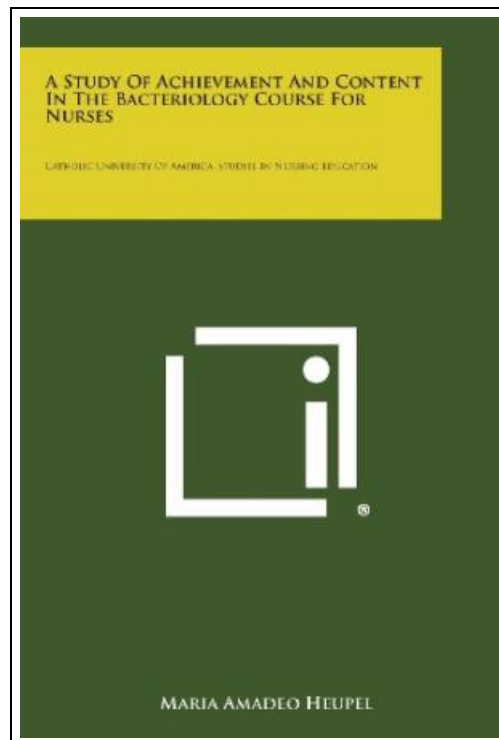 A STUDY OF ACHIEVEMENT AND CONTENT
IN THE BACTERIOLOGY COURSE FOR
NURSES
CATHOLIC UNIVERSITY OF AMERICA, STUDIES IN NURSING EDUCATION
®
MARIA AMADEO HEUPEL